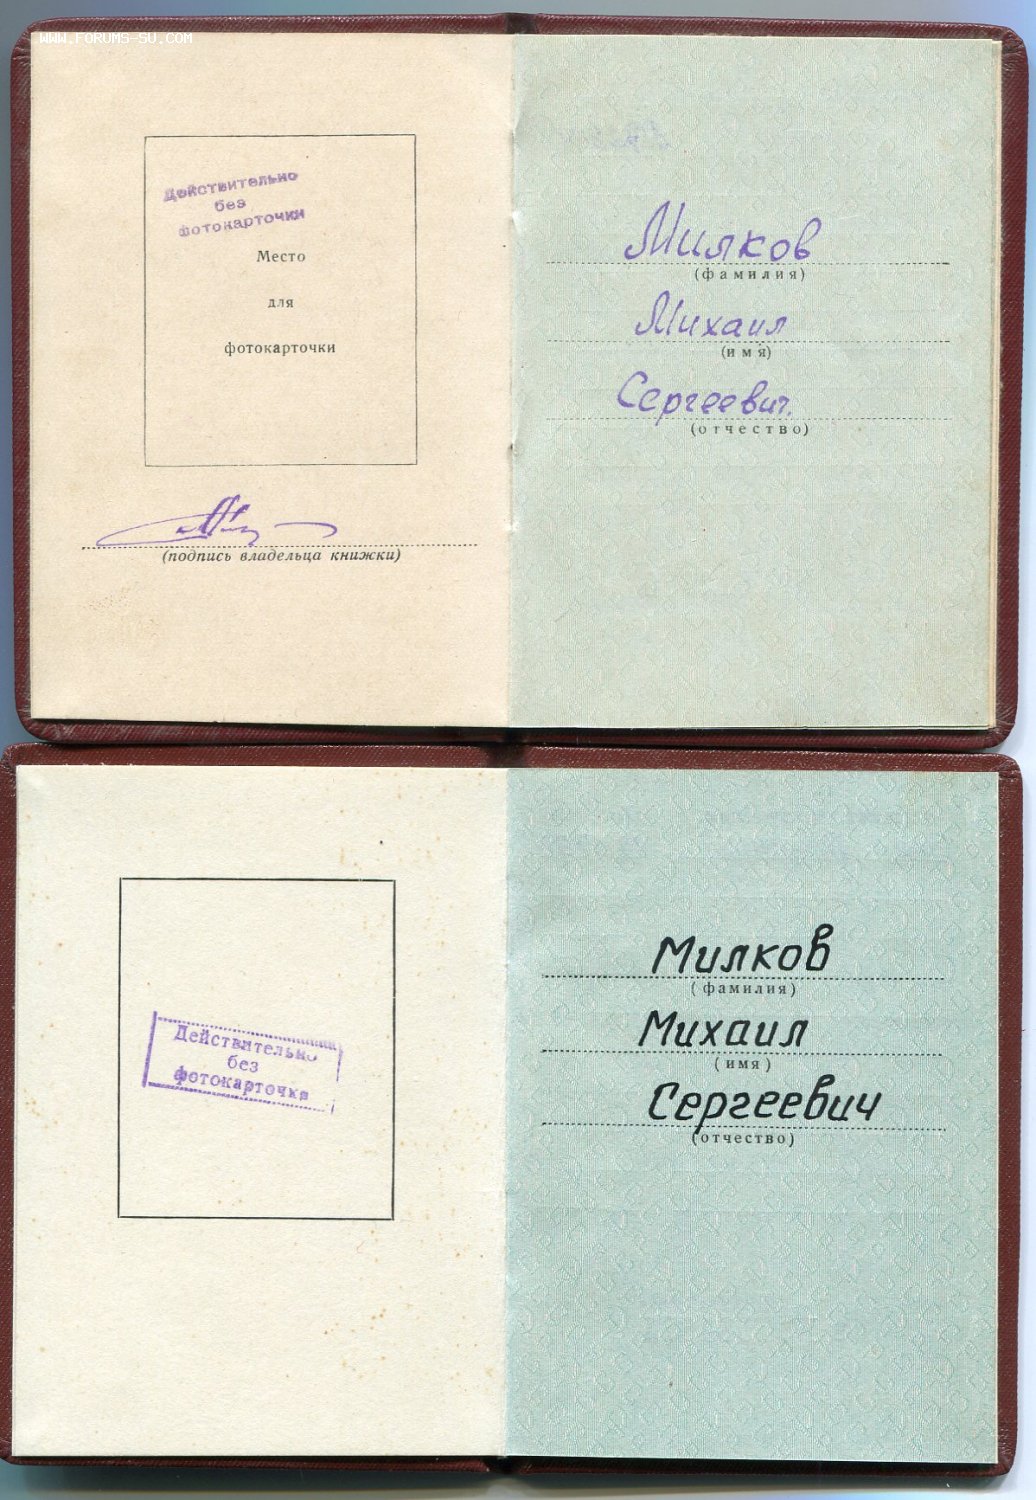 WWW.FORUMS-SU.COM
Действительно
без
фотокарточки
Место
для
фотокарточки
(подпись владельца книжки)
Милков
(фамилия)
Михаил
(имя)
Сергеевич.
(отчество)
Действительно
без
фотокарточки
Милков
(фамилия)
Михаил
(имя)
Сергеевич
(отчество)